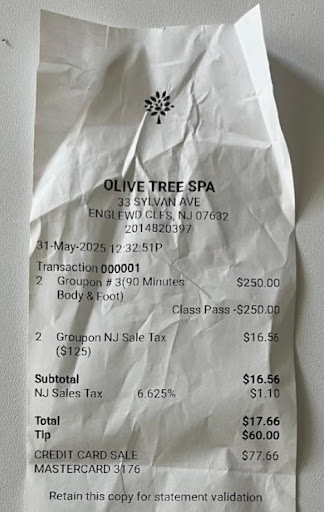 OLIVE TREE SPA
33 SYLVAN AVE
ENGLEWD CLFS, NJ 07632
2014820397
31-May-2025 12:32:51P
Transaction 000001
2 Groupon # 3(90 Minutes $250.00
Body & Foot)
Class Pass -$250.00
2 Groupon NJ Sale Tax $16.56
($125)
Subtotal $16.56
NJ Sales Tax 6.625% $1.10
Total $17.66
Tip $60.00
CREDIT CARD SALE $77.66
MASTERCARD 3176
Retain this copy for statement validation